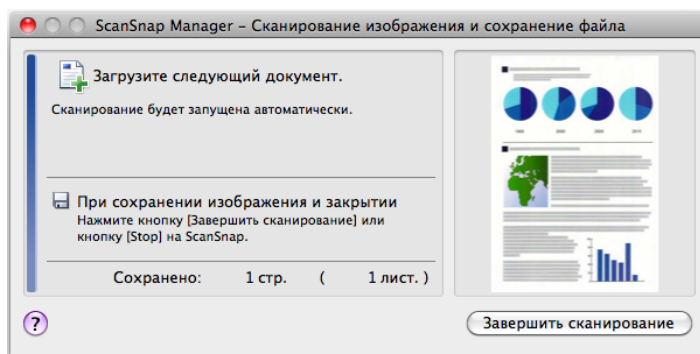 ScanSnap Manager – Сканирование изображения и сохранение файла
Загрузите следующий документ.
Сканирование будет запущена автоматически.
При сохранении изображения и закрытии
Нажмите кнопку [Завершить сканирование] или
кнопку [Stop] на ScanSnap.
Сохранено: 1 стр. ( 1 лист. )
?
Завершить сканирование